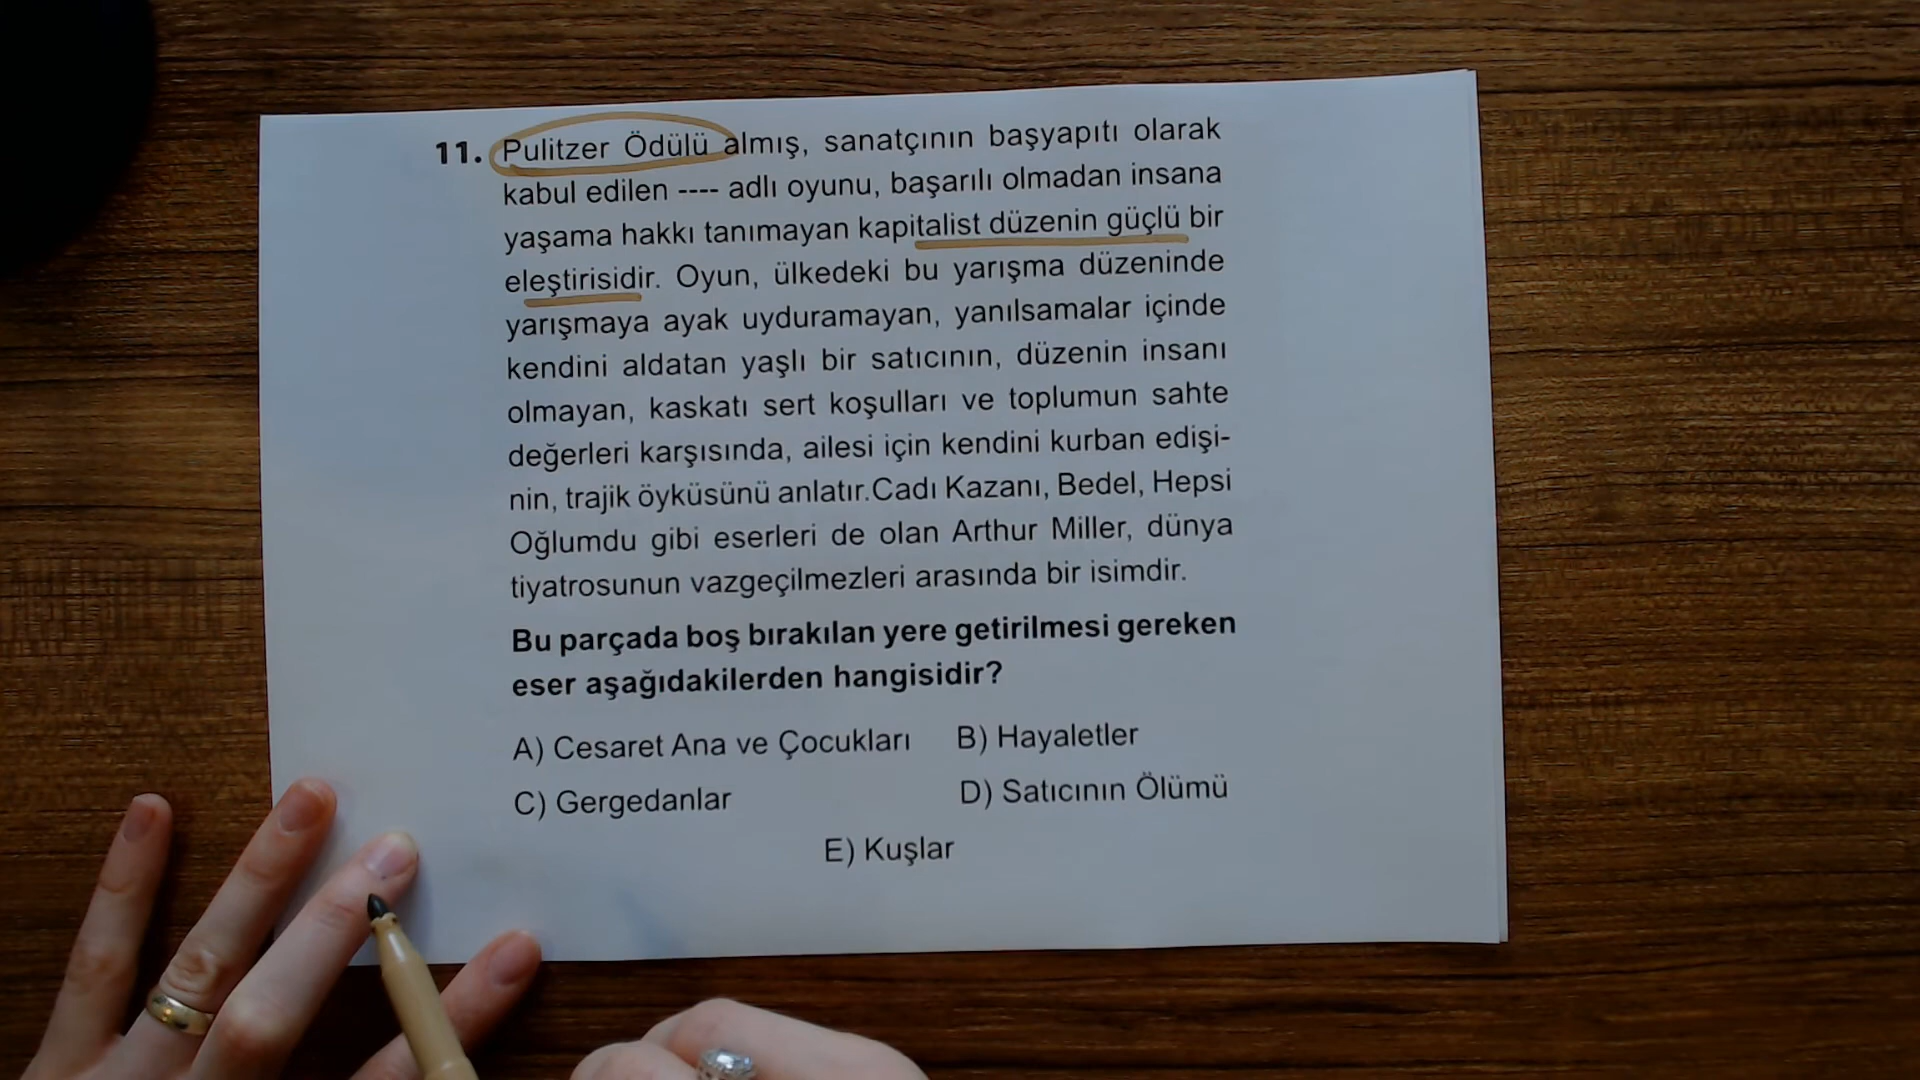 11. Pulitzer Ödülü almış, sanatçının başyapıtı olarak
kabul edilen ---- adlı oyunu, başarılı olmadan insana
yaşama hakkı tanımayan kapitalist düzenin güçlü bir
eleştirisidir. Oyun, ülkedeki bu yarışma düzeninde
yarışmaya ayak uyduramayan, yanılsamalar içinde
kendini aldatan yaşlı bir satıcının, düzenin insanı
olmayan, kaskatı sert koşulları ve toplumun sahte
değerleri karşısında, ailesi için kendini kurban edişi-
nin, trajik öyküsünü anlatır.Cadı Kazanı, Bedel, Hepsi
Oğlumdu gibi eserleri de olan Arthur Miller, dünya
tiyatrosunun vazgeçilmezleri arasında bir isimdir.
Bu parçada boş bırakılan yere getirilmesi gereken
eser aşağıdakilerden hangisidir?
A) Cesaret Ana ve Çocukları B) Hayaletler
C) Gergedanlar D) Satıcının Ölümü
E) Kuşlar